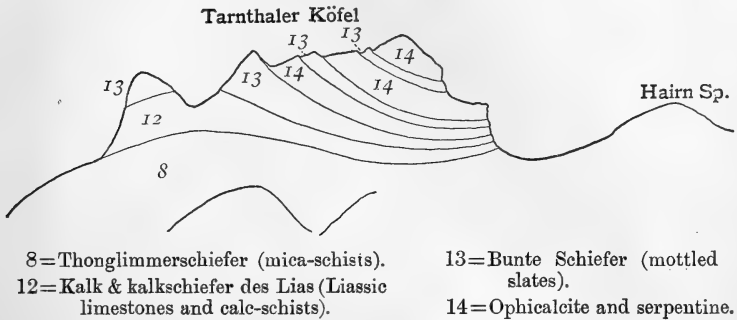 Tarnthaler Köfel
13
13
14
13
14
13
14
Hairn Sp.
12
8
8=Thonglimmerschiefer (mica-schists).
12=Kalk & kalkschiefer des Lias (Liassic
limestones and calc-schists).
13=Bunte Schiefer (mottled
slates).
14=Ophicalcite and serpentine.